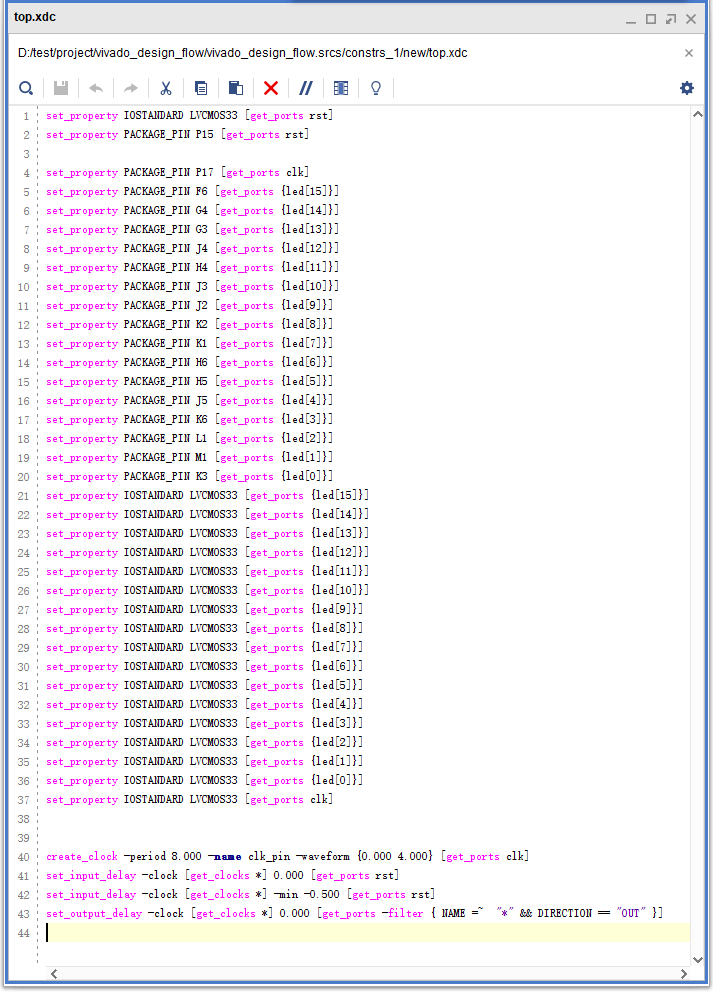 top.xdc
D:/test/project/vivado_design_flow/vivado_design_flow.srcs/constrs_1/new/top.xdc
1 set_property IOSTANDARD LVCMOS33 [get_ports rst]
2 set_property PACKAGE_PIN P15 [get_ports rst]
3
4 set_property PACKAGE_PIN P17 [get_ports clk]
5 set_property PACKAGE_PIN F6 [get_ports {led[15]}]
6 set_property PACKAGE_PIN G4 [get_ports {led[14]}]
7 set_property PACKAGE_PIN G3 [get_ports {led[13]}]
8 set_property PACKAGE_PIN J4 [get_ports {led[12]}]
9 set_property PACKAGE_PIN H4 [get_ports {led[11]}]
10 set_property PACKAGE_PIN J3 [get_ports {led[10]}]
11 set_property PACKAGE_PIN J2 [get_ports {led[9]}]
12 set_property PACKAGE_PIN K2 [get_ports {led[8]}]
13 set_property PACKAGE_PIN K1 [get_ports {led[7]}]
14 set_property PACKAGE_PIN H6 [get_ports {led[6]}]
15 set_property PACKAGE_PIN H5 [get_ports {led[5]}]
16 set_property PACKAGE_PIN J5 [get_ports {led[4]}]
17 set_property PACKAGE_PIN K6 [get_ports {led[3]}]
18 set_property PACKAGE_PIN L1 [get_ports {led[2]}]
19 set_property PACKAGE_PIN M1 [get_ports {led[1]}]
20 set_property PACKAGE_PIN K3 [get_ports {led[0]}]
21 set_property IOSTANDARD LVCMOS33 [get_ports {led[15]}]
22 set_property IOSTANDARD LVCMOS33 [get_ports {led[14]}]
23 set_property IOSTANDARD LVCMOS33 [get_ports {led[13]}]
24 set_property IOSTANDARD LVCMOS33 [get_ports {led[12]}]
25 set_property IOSTANDARD LVCMOS33 [get_ports {led[11]}]
26 set_property IOSTANDARD LVCMOS33 [get_ports {led[10]}]
27 set_property IOSTANDARD LVCMOS33 [get_ports {led[9]}]
28 set_property IOSTANDARD LVCMOS33 [get_ports {led[8]}]
29 set_property IOSTANDARD LVCMOS33 [get_ports {led[7]}]
30 set_property IOSTANDARD LVCMOS33 [get_ports {led[6]}]
31 set_property IOSTANDARD LVCMOS33 [get_ports {led[5]}]
32 set_property IOSTANDARD LVCMOS33 [get_ports {led[4]}]
33 set_property IOSTANDARD LVCMOS33 [get_ports {led[3]}]
34 set_property IOSTANDARD LVCMOS33 [get_ports {led[2]}]
35 set_property IOSTANDARD LVCMOS33 [get_ports {led[1]}]
36 set_property IOSTANDARD LVCMOS33 [get_ports {led[0]}]
37 set_property IOSTANDARD LVCMOS33 [get_ports clk]
38
39
40 create_clock -period 8.000 -name clk_pin -waveform {0.000 4.000} [get_ports clk]
41 set_input_delay -clock [get_clocks *] 0.000 [get_ports rst]
42 set_input_delay -clock [get_clocks *] -min -0.500 [get_ports rst]
43 set_output_delay -clock [get_clocks *] 0.000 [get_ports -filter { NAME =~  "*" && DIRECTION == "OUT" }]
44